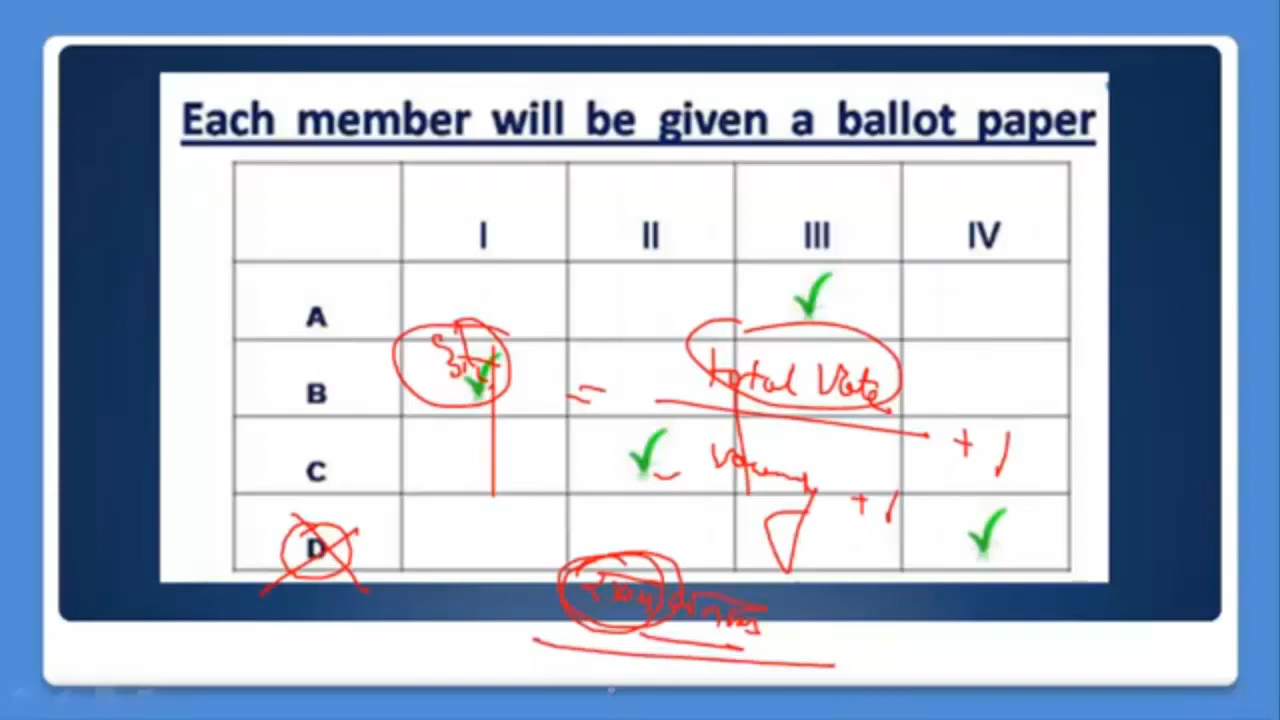 Each member will be given a ballot paper
I II III IV
A
B total Vote
+ 1
C
+ 1
D